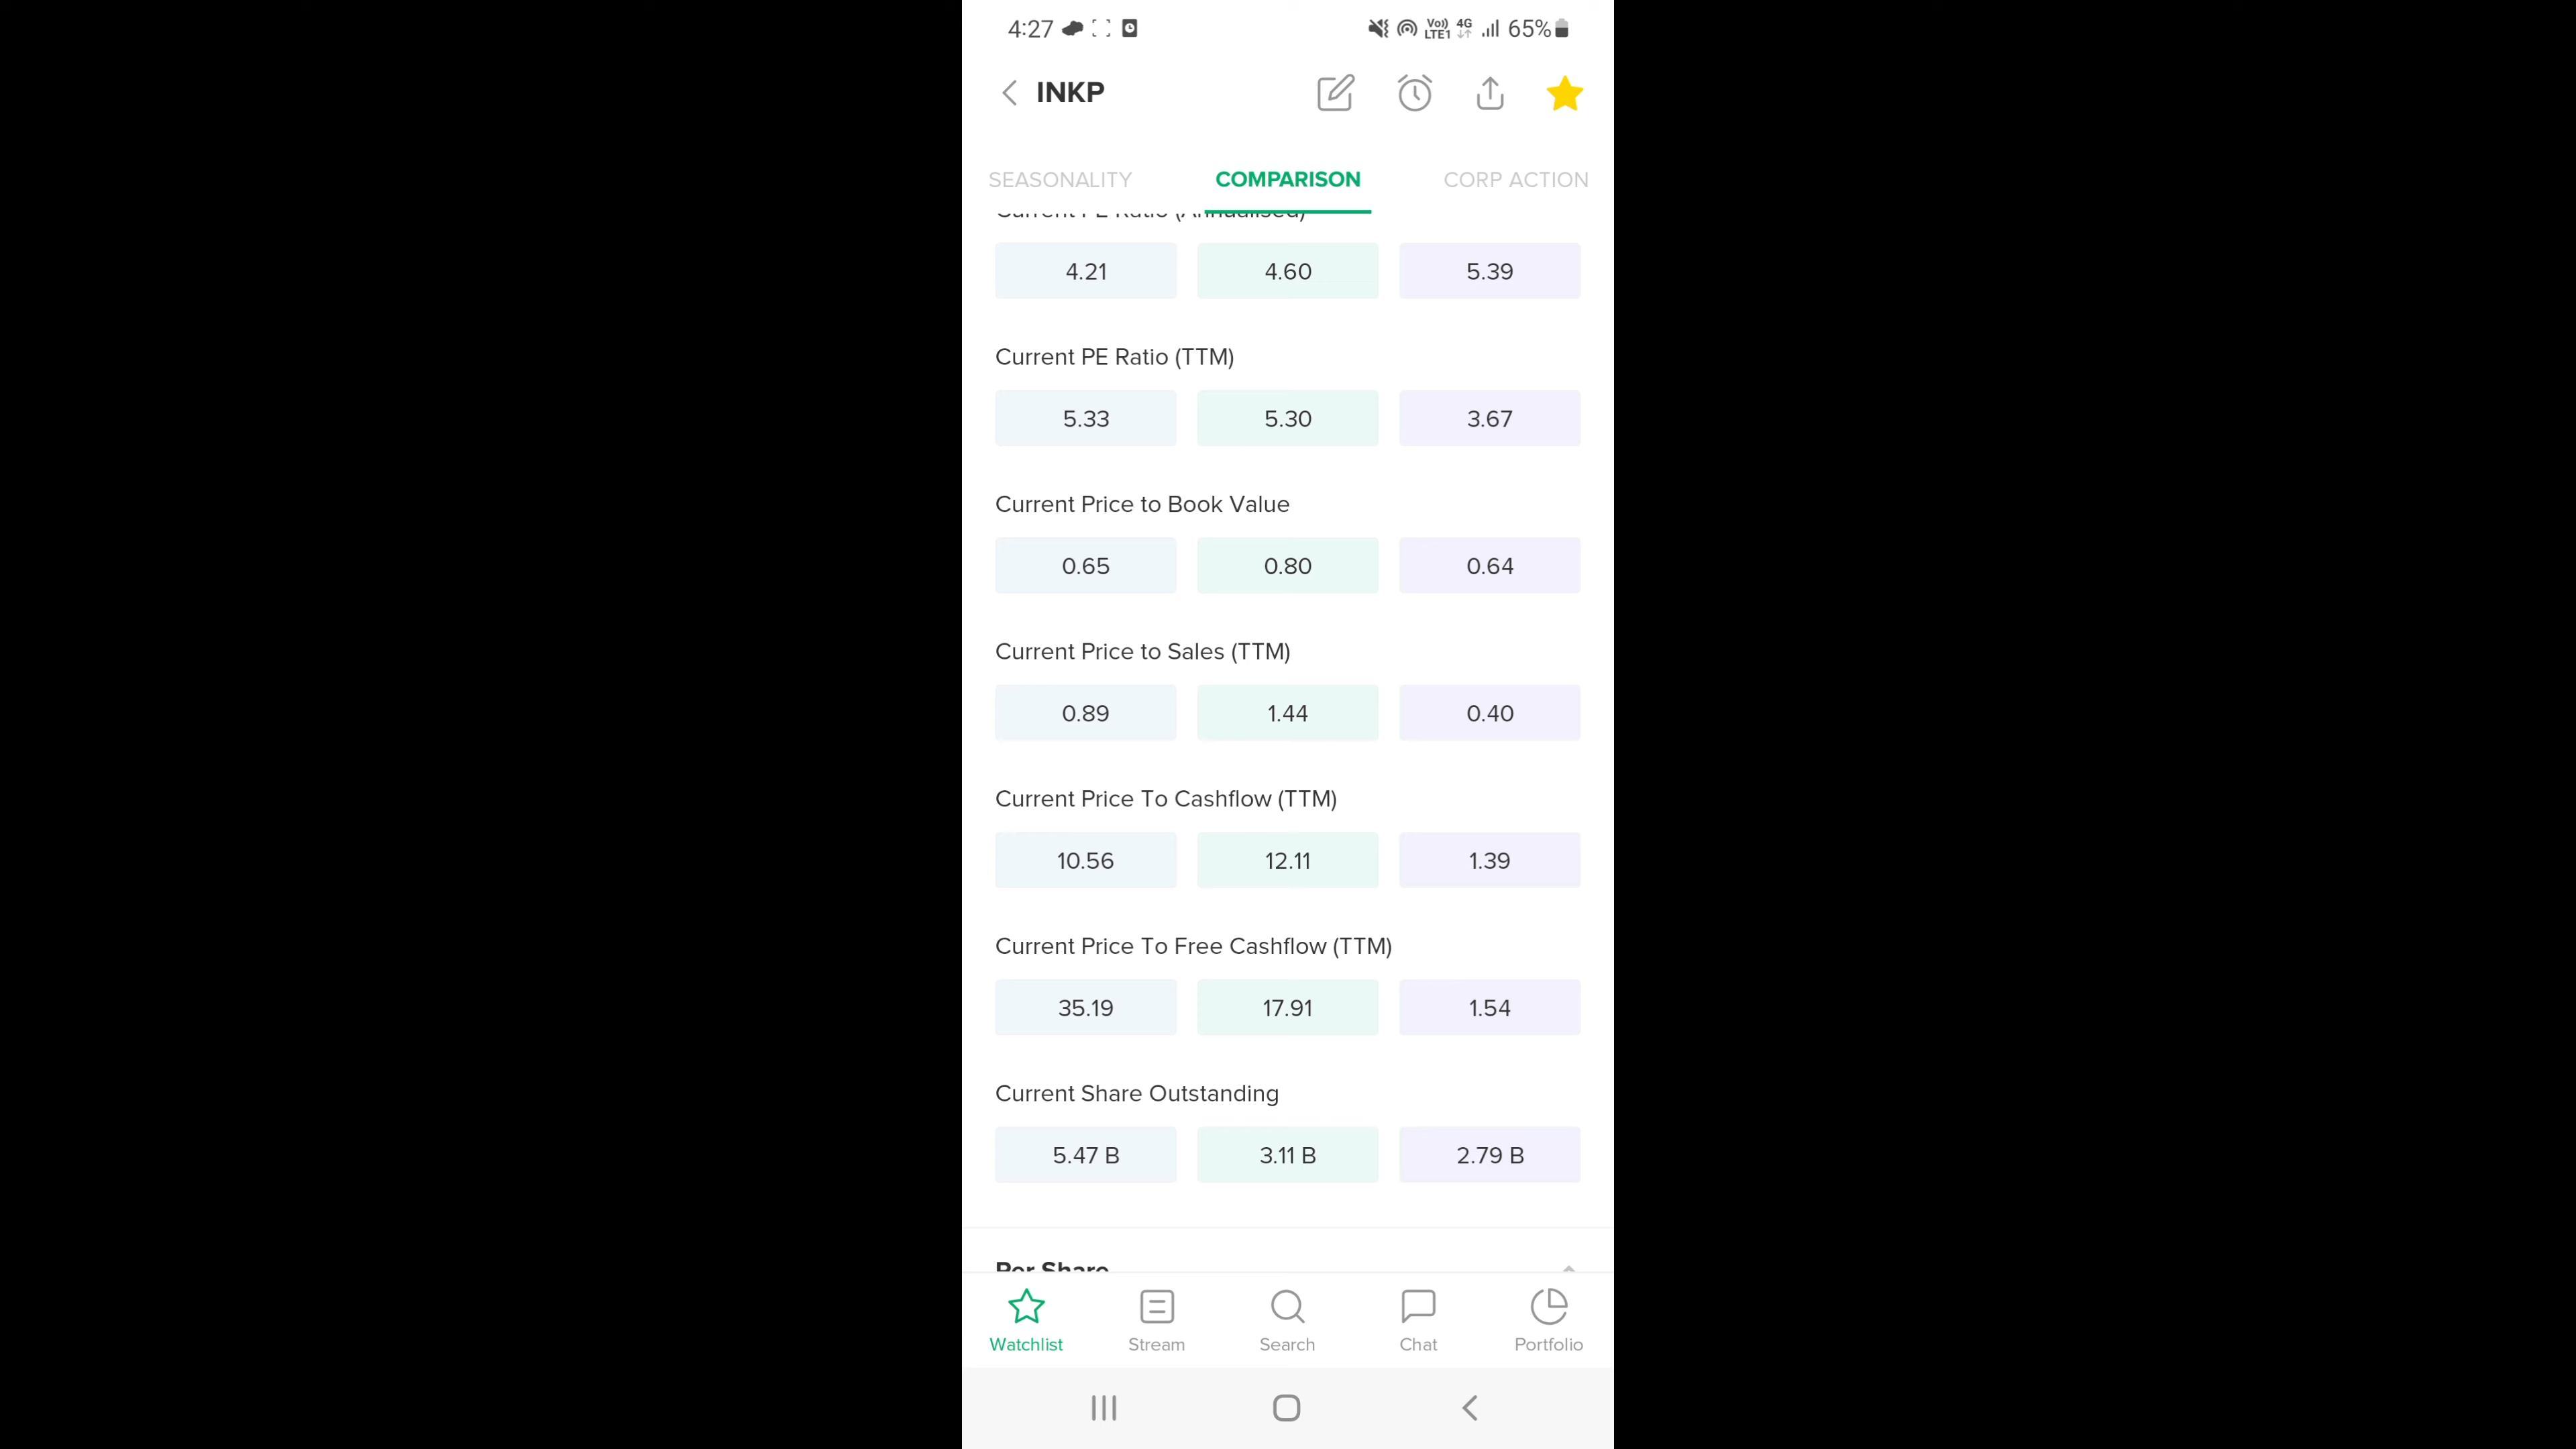 4:27 Vo)) LTE1 4G 65%
INKP
SEASONALITY COMPARISON CORP ACTION
Current PE Ratio (Annualised)
4.21 4.60 5.39
Current PE Ratio (TTM)
5.33 5.30 3.67
Current Price to Book Value
0.65 0.80 0.64
Current Price to Sales (TTM)
0.89 1.44 0.40
Current Price To Cashflow (TTM)
10.56 12.11 1.39
Current Price To Free Cashflow (TTM)
35.19 17.91 1.54
Current Share Outstanding
5.47 B 3.11 B 2.79 B
Per Share
Watchlist Stream Search Chat Portfolio